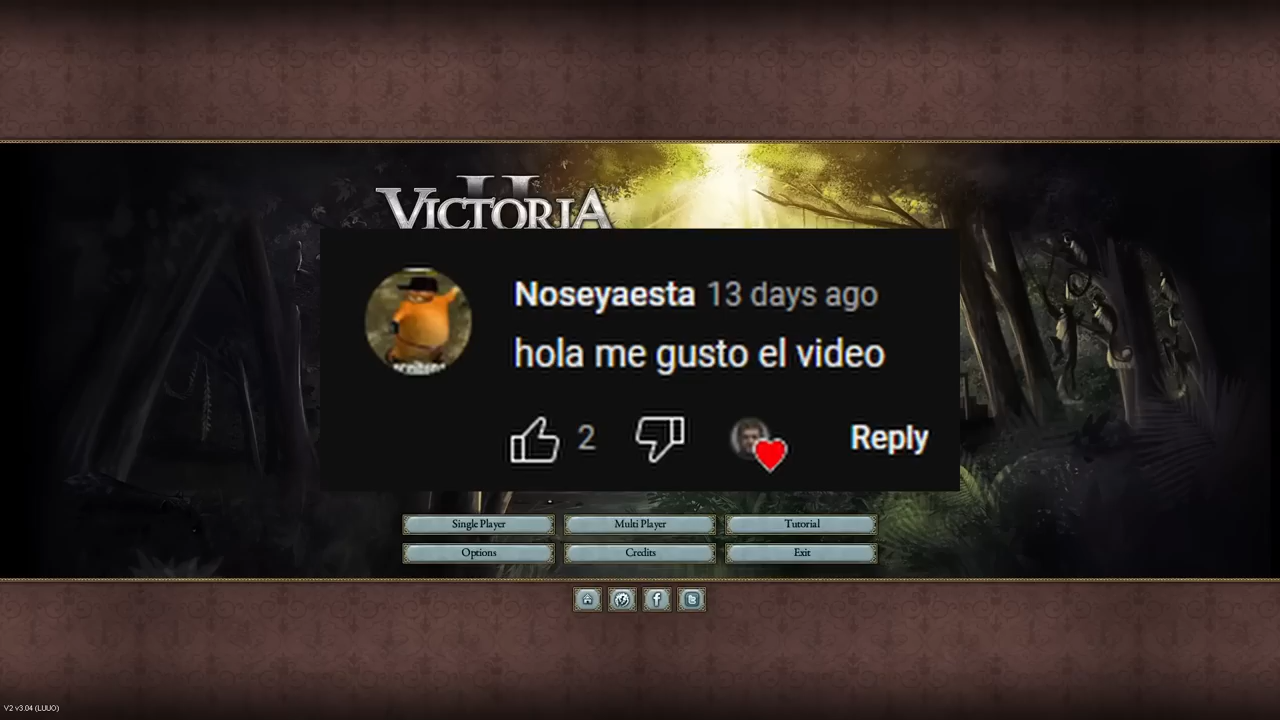 VICTORIA II
Noseyaesta 13 days ago
hola me gusto el video
2
Reply
Single Player Multi Player Tutorial
Options Credits Exit
V2 v3.04 (LUUO)